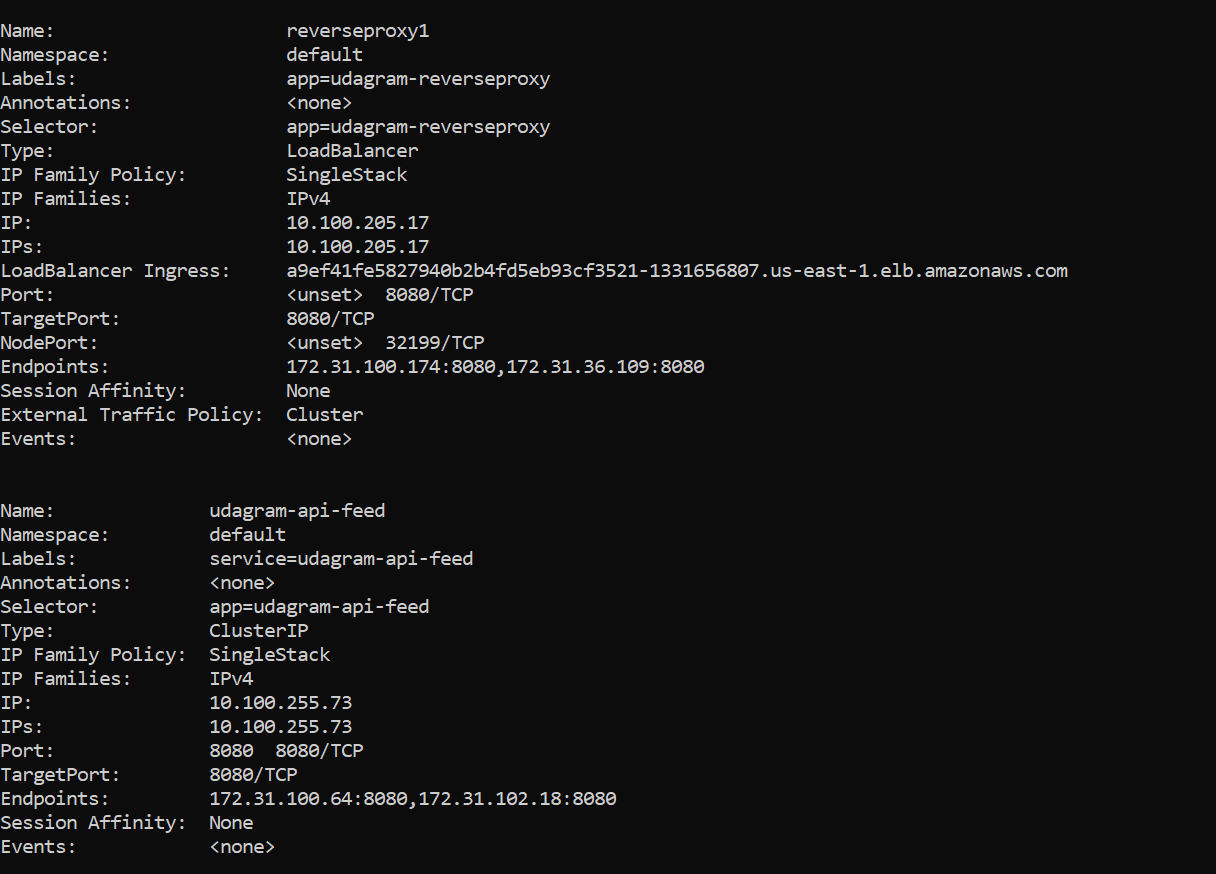 Name:                     reverseproxy1
Namespace:                default
Labels:                   app=udagram-reverseproxy
Annotations:              <none>
Selector:                 app=udagram-reverseproxy
Type:                     LoadBalancer
IP Family Policy:         SingleStack
IP Families:              IPv4
IP:                       10.100.205.17
IPs:                      10.100.205.17
LoadBalancer Ingress:     a9ef41fe5827940b2b4fd5eb93cf3521-1331656807.us-east-1.elb.amazonaws.com
Port:                     <unset>  8080/TCP
TargetPort:               8080/TCP
NodePort:                 <unset>  32199/TCP
Endpoints:                172.31.100.174:8080,172.31.36.109:8080
Session Affinity:         None
External Traffic Policy:  Cluster
Events:                   <none>
Name:              udagram-api-feed
Namespace:         default
Labels:            service=udagram-api-feed
Annotations:       <none>
Selector:          app=udagram-api-feed
Type:              ClusterIP
IP Family Policy:  SingleStack
IP Families:       IPv4
IP:                10.100.255.73
IPs:               10.100.255.73
Port:              8080  8080/TCP
TargetPort:        8080/TCP
Endpoints:         172.31.100.64:8080,172.31.102.18:8080
Session Affinity:  None
Events:            <none>